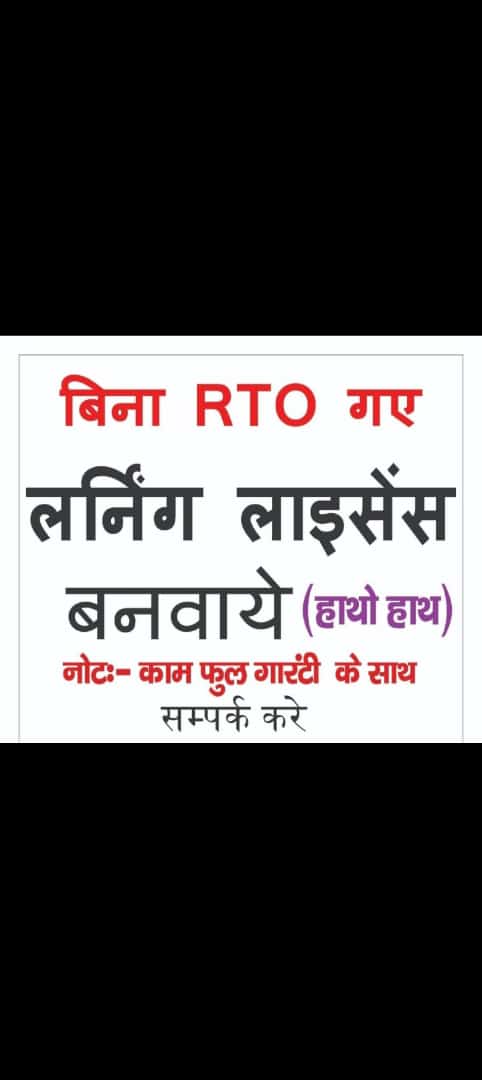 बिना RTO गए
लर्निंग लाइसेंस
बनवाये (हाथो हाथ)
नोटः- काम फुल गारंटी के साथ
सम्पर्क करे